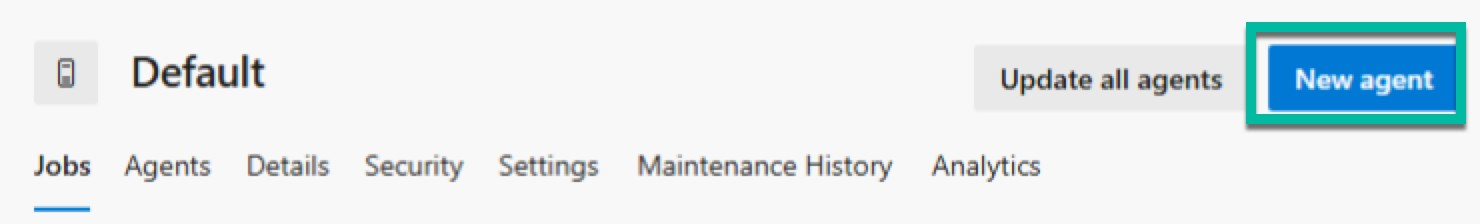 Default
Update all agents
New agent
Jobs Agents Details Security Settings Maintenance History Analytics